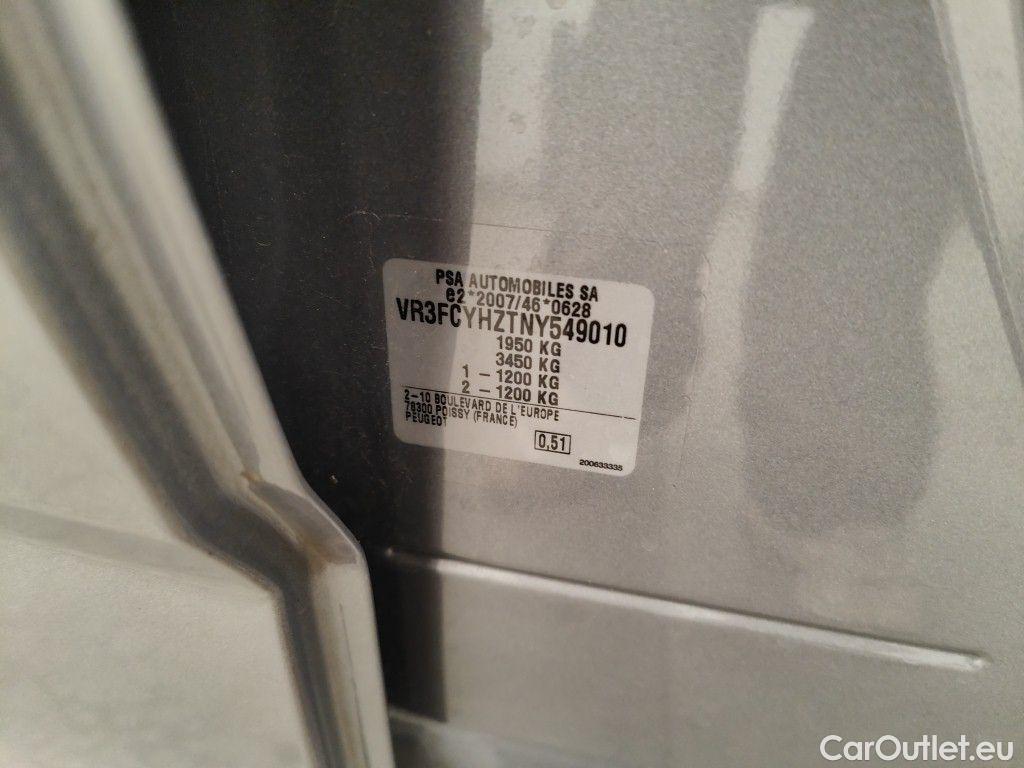 PSA AUTOMOBILES SA
e2*2007/46*0628
VR3FCYHZTNY549010
1950 KG
3450 KG
1 - 1200 KG
2 - 1200 KG
2-10 BOULEVARD DE L'EUROPE
78300 POISSY (FRANCE)
PEUGEOT
0,51
200633335
CarOutlet.eu